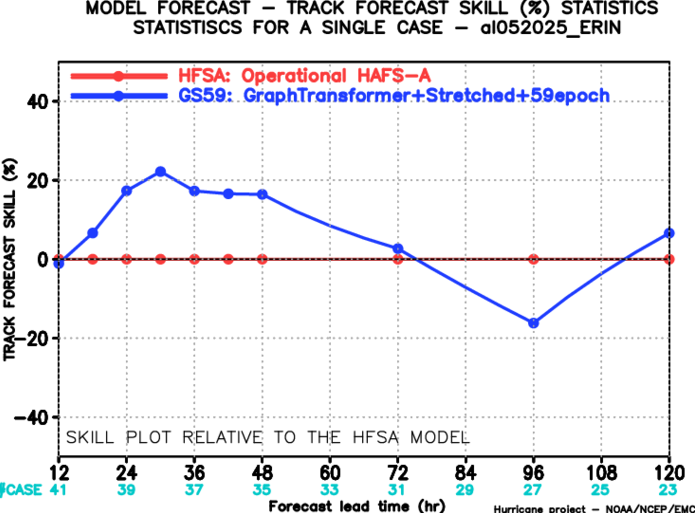 MODEL FORECAST – TRACK FORECAST SKILL (%) STATISTICS
STATISTISCS FOR A SINGLE CASE – al052025_ERIN
HFSA: Operational HAFS–A
GS59: GraphTransformer+Stretched+59epoch
TRACK FORECAST SKILL (%)
40
20
0
–20
–40
SKILL PLOT RELATIVE TO THE HFSA MODEL
12 24 36 48 60 72 84 96 108 120
#CASE 41 39 37 35 33 31 29 27 25 23
Forecast lead time (hr)
Hurricane project – NOAA/NCEP/EMC